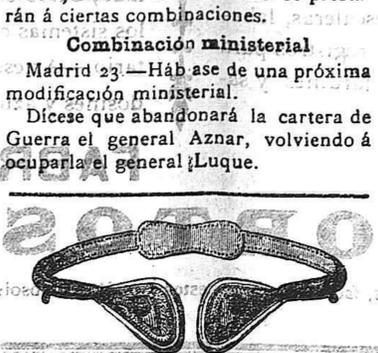 rán á ciertas combinaciones.
Combinación ministerial
Madrid 23.—Háb ase de una próxima
modificación ministerial.
Dícese que abandonará la cartera de
Guerra el general Aznar, volviendo á
ocuparla el general Luque.